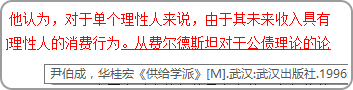 他认为，对于单个理性人来说，由于其未来收入具有
理性人的消费行为。从费尔德斯坦对于公债理论的论
尹伯成，华桂宏《供给学派》[M].武汉:武汉出版社.1996